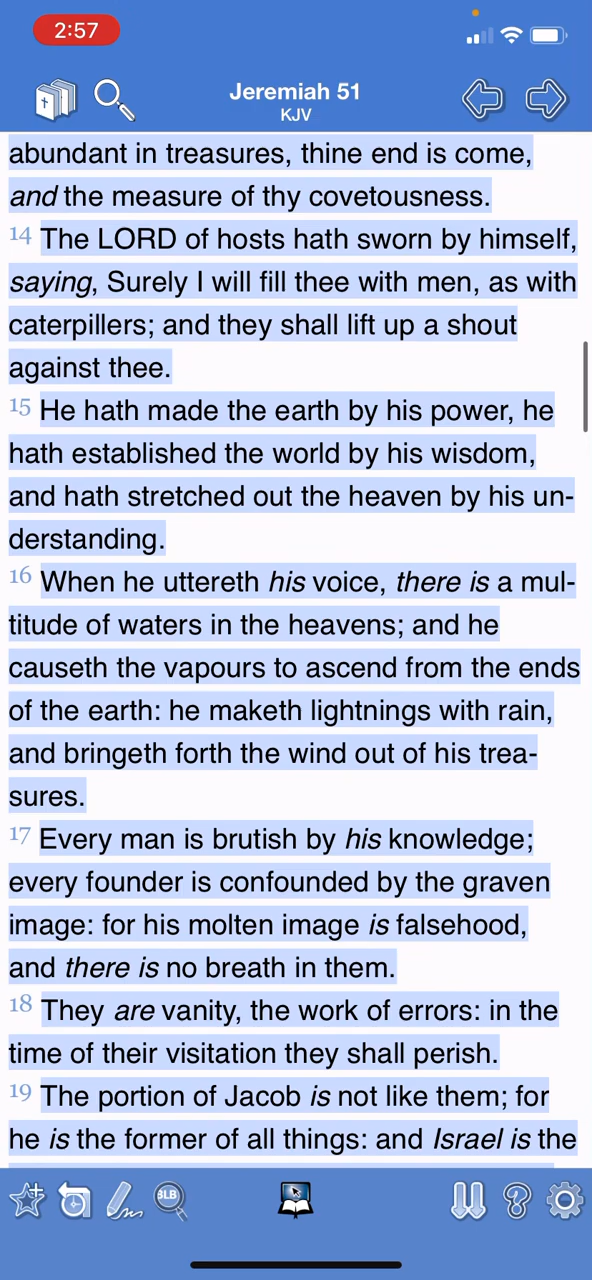 2:57
Jeremiah 51
KJV
abundant in treasures, thine end is come,
and the measure of thy covetousness.
14 The LORD of hosts hath sworn by himself,
saying, Surely I will fill thee with men, as with
caterpillers; and they shall lift up a shout
against thee.
15 He hath made the earth by his power, he
hath established the world by his wisdom,
and hath stretched out the heaven by his un-
derstanding.
16 When he uttereth his voice, there is a mul-
titude of waters in the heavens; and he
causeth the vapours to ascend from the ends
of the earth: he maketh lightnings with rain,
and bringeth forth the wind out of his trea-
sures.
17 Every man is brutish by his knowledge;
every founder is confounded by the graven
image: for his molten image is falsehood,
and there is no breath in them.
18 They are vanity, the work of errors: in the
time of their visitation they shall perish.
19 The portion of Jacob is not like them; for
he is the former of all things: and Israel is the
BLB